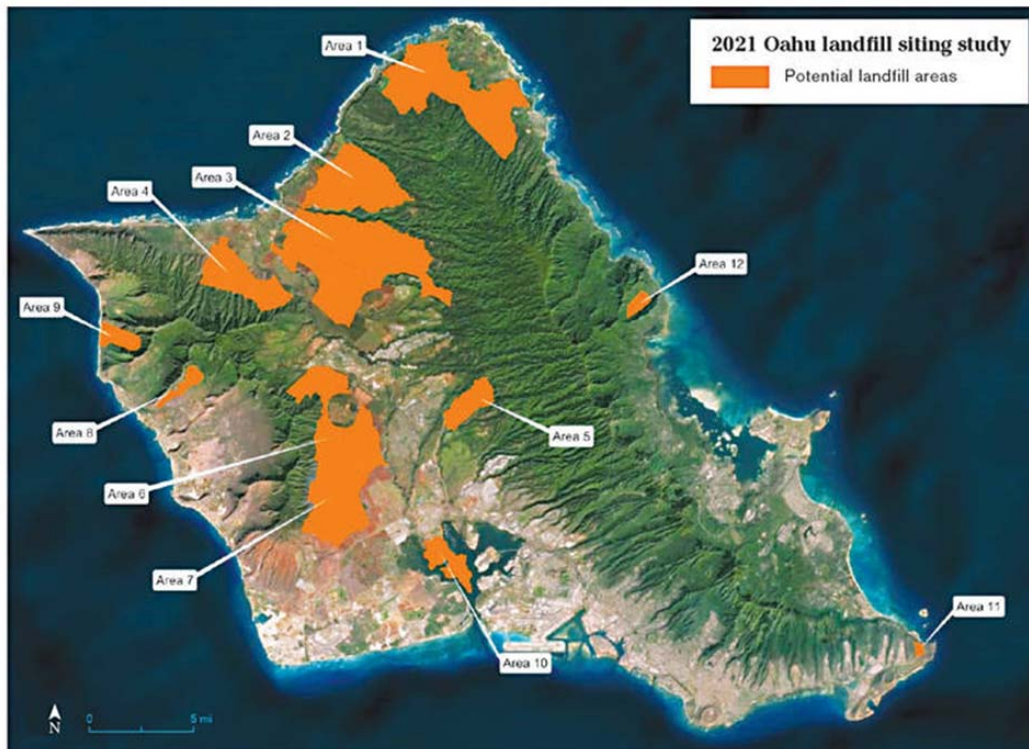 2021 Oahu landfill siting study
Potential landfill areas
Area 1
Area 2
Area 3
Area 4
Area 12
Area 9
Area 8
Area 5
Area 6
Area 7
Area 10
Area 11
N
0 5 mi